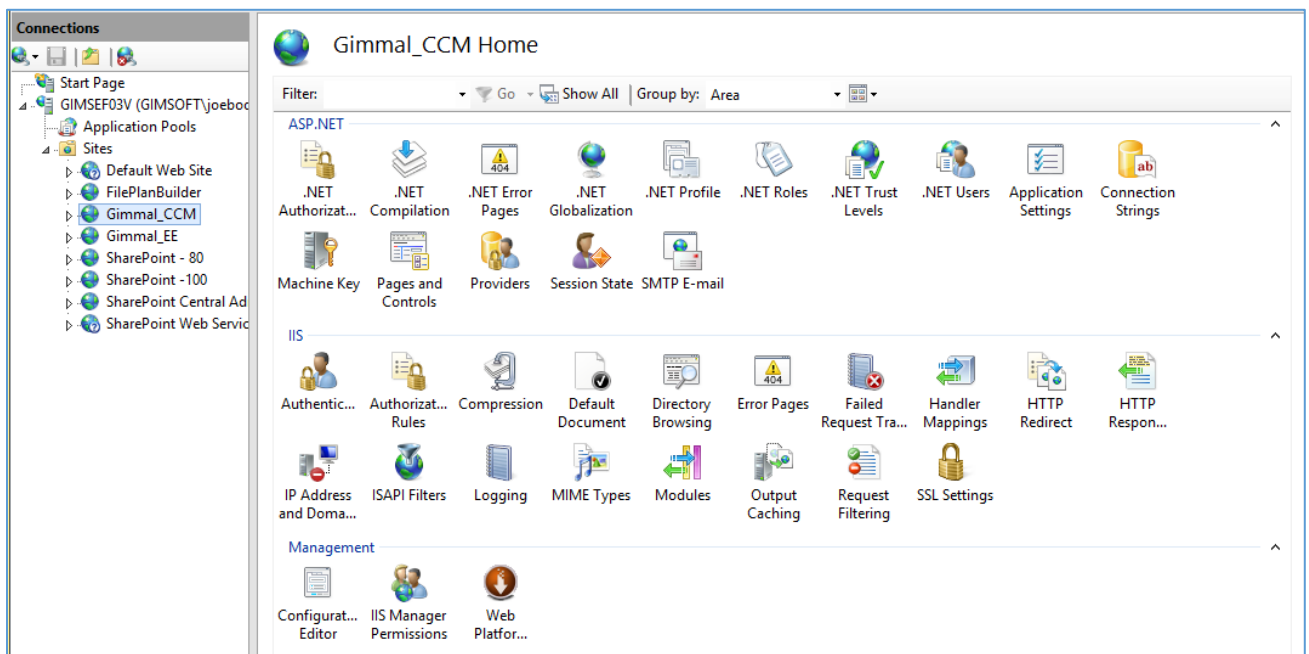 Connections
Start Page
GIMSEF03V (GIMSOFT\joeboc
Application Pools
Sites
Default Web Site
FilePlanBuilder
Gimmal_CCM
Gimmal_EE
SharePoint - 80
SharePoint -100
SharePoint Central Ad
SharePoint Web Servic
Gimmal_CCM Home
Filter: Go Show All Group by: Area
ASP.NET
.NET Authorizat...
.NET Compilation
404
.NET Error Pages
.NET Globalization
.NET Profile
.NET Roles
.NET Trust Levels
.NET Users
Application Settings
ab
Connection Strings
Machine Key
Pages and Controls
Providers
Session State
SMTP E-mail
IIS
Authentic...
Authorizat... Rules
Compression
Default Document
Directory Browsing
404
Error Pages
Failed Request Tra...
Handler Mappings
HTTP Redirect
HTTP Respon...
IP Address and Doma...
ISAPI Filters
Logging
MIME Types
Modules
Output Caching
Request Filtering
SSL Settings
Management
Configurat... Editor
IIS Manager Permissions
Web Platfor...